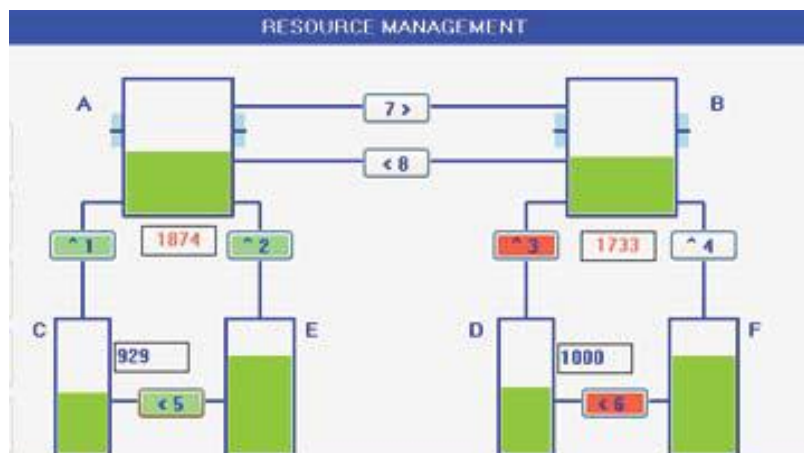 RESOURCE MANAGEMENT
A
7 >
B
< 8
^ 1
1874
^ 2
^ 3
1733
^ 4
C
929
E
D
1000
F
< 5
< 6